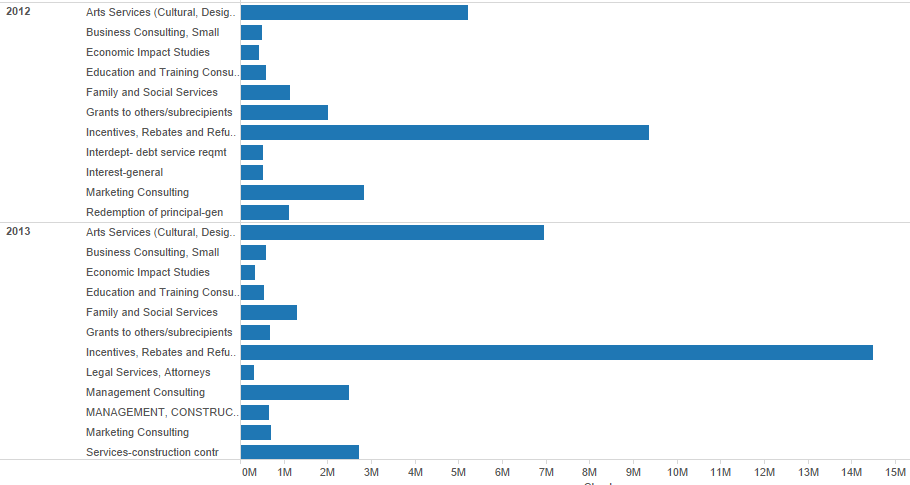 2012
Arts Services (Cultural, Desig..
Business Consulting, Small
Economic Impact Studies
Education and Training Consu..
Family and Social Services
Grants to others/subrecipients
Incentives, Rebates and Refu..
Interdept- debt service reqmt
Interest-general
Marketing Consulting
Redemption of principal-gen
2013
Arts Services (Cultural, Desig..
Business Consulting, Small
Economic Impact Studies
Education and Training Consu..
Family and Social Services
Grants to others/subrecipients
Incentives, Rebates and Refu..
Legal Services, Attorneys
Management Consulting
MANAGEMENT, CONSTRUC..
Marketing Consulting
Services-construction contr
0M 1M 2M 3M 4M 5M 6M 7M 8M 9M 10M 11M 12M 13M 14M 15M